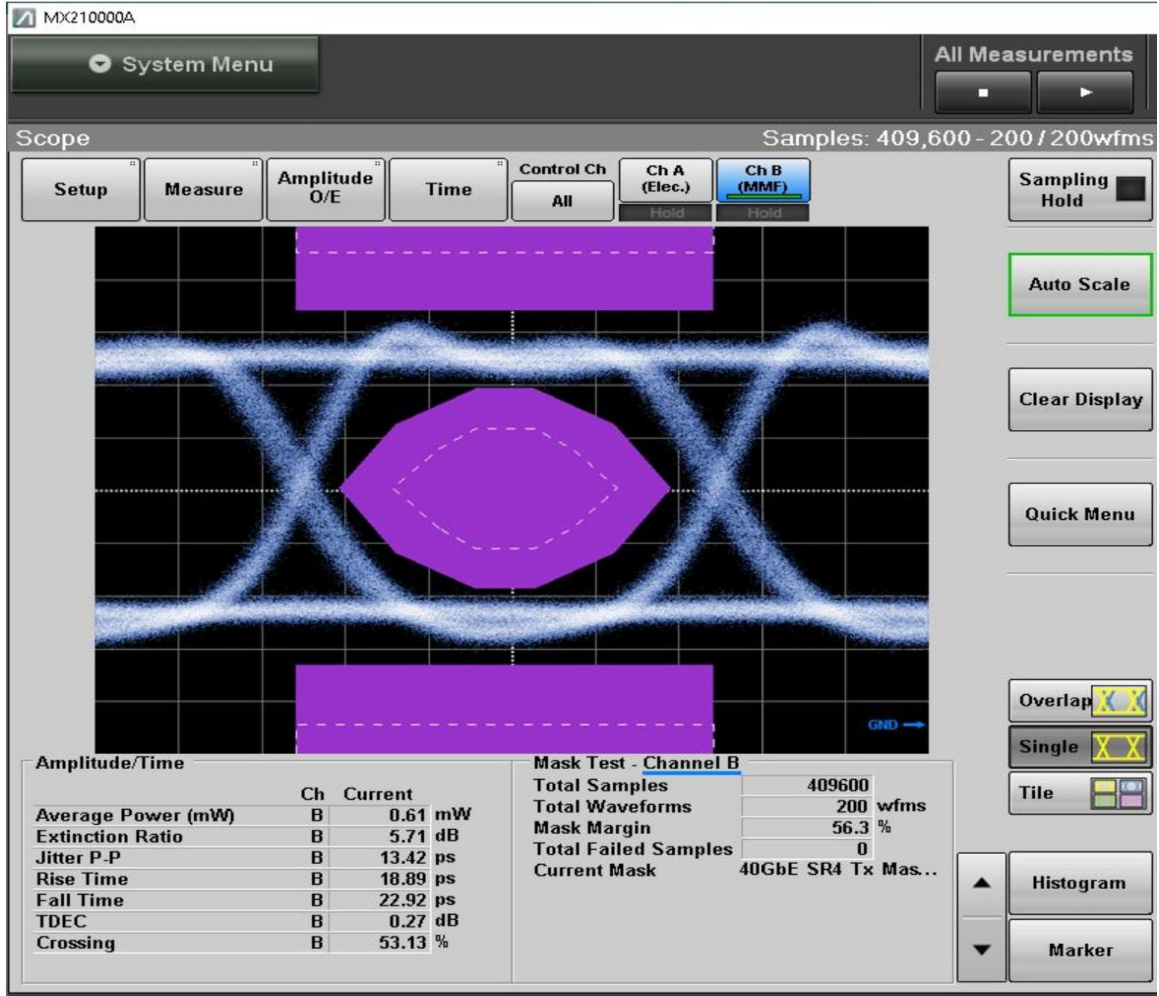 MX210000A
System Menu
All Measurements
Scope
Samples: 409,600 - 200 / 200wfms
Setup
Measure
Amplitude
O/E
Time
Control Ch
All
Ch A
(Elec.)
Hold
Ch B
(MMF)
Hold
Sampling
Hold
Auto Scale
Clear Display
Quick Menu
GND
Overlap
Single
Tile
Histogram
Marker
Amplitude/Time
Ch Current
Average Power (mW) B 0.61 mW
Extinction Ratio B 5.71 dB
Jitter P-P B 13.42 ps
Rise Time B 18.89 ps
Fall Time B 22.92 ps
TDEC B 0.27 dB
Crossing B 53.13 %
Mask Test - Channel B
Total Samples 409600
Total Waveforms 200 wfms
Mask Margin 56.3 %
Total Failed Samples 0
Current Mask 40GbE SR4 Tx Mas...